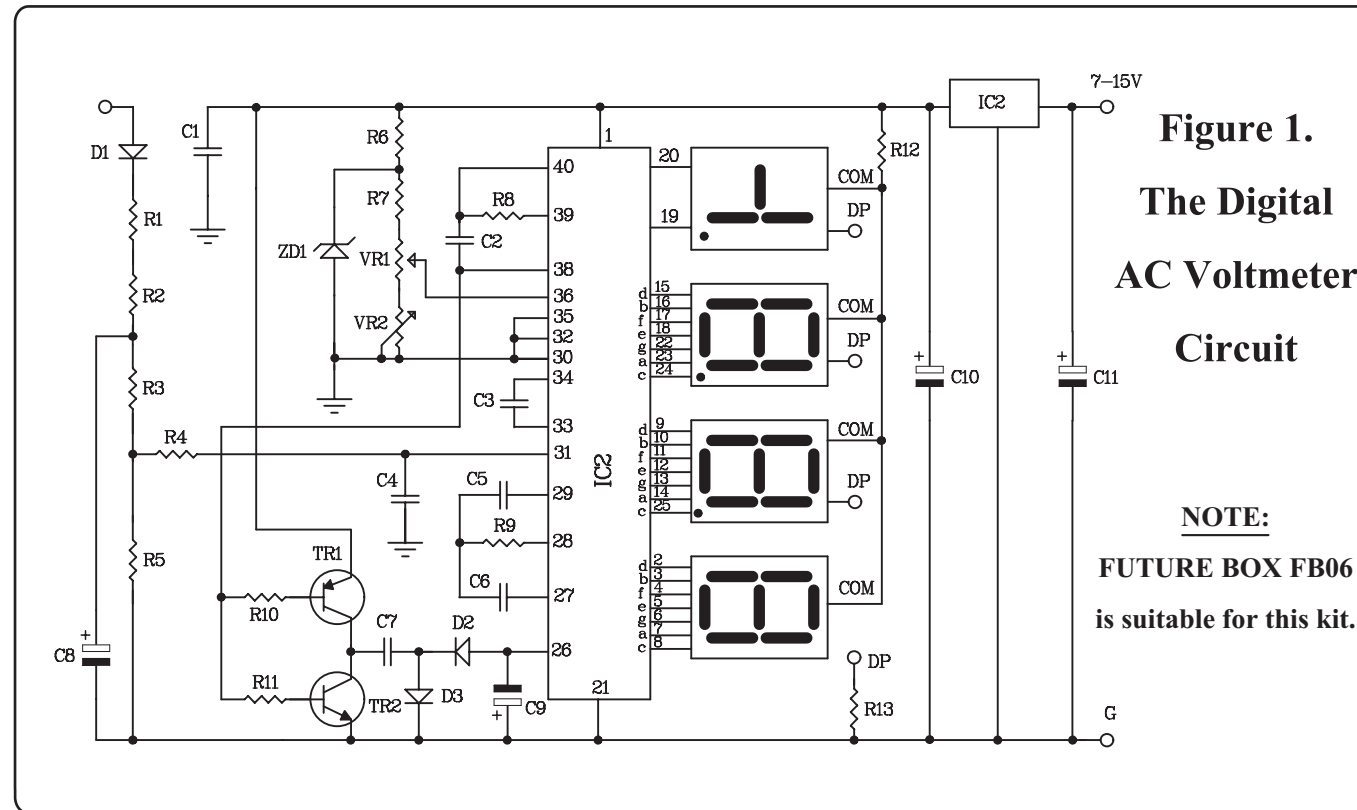 7-15V
IC2
C1
D1
R6
1
R12
Figure 1.
The Digital
AC Voltmeter
Circuit
20
COM
40
R7
R8
39
DP
19
R1
C2
ZD1
VR1
38
36
R2
VR2
35
32
30
15
d
16
b
17
f
18
e
22
g
23
a
24
c
COM
DP
R3
34
C3
33
C10
C11
R4
31
IC2
9
d
10
b
11
f
12
e
13
g
14
a
25
c
COM
DP
C4
C5
29
R9
28
NOTE:
FUTURE BOX FB06
is suitable for this kit.
R5
TR1
C6
27
2
d
3
b
4
f
5
e
6
g
7
a
8
c
COM
R10
C7
D2
26
C8
R11
TR2
D3
C9
21
DP
R13
G